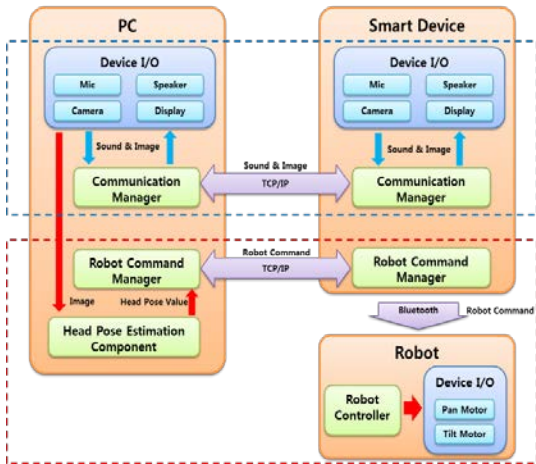 PC
Smart Device
Device I/O
Mic
Speaker
Camera
Display
Device I/O
Mic
Speaker
Camera
Display
Sound & Image
Sound & Image
Sound & Image
TCP/IP
Communication
Manager
Communication
Manager
Robot Command
Manager
Robot Command
TCP/IP
Robot Command
Manager
Image
Head Pose Value
Head Pose Estimation
Component
Bluetooth
Robot Command
Robot
Robot
Controller
Device I/O
Pan Motor
Tilt Motor